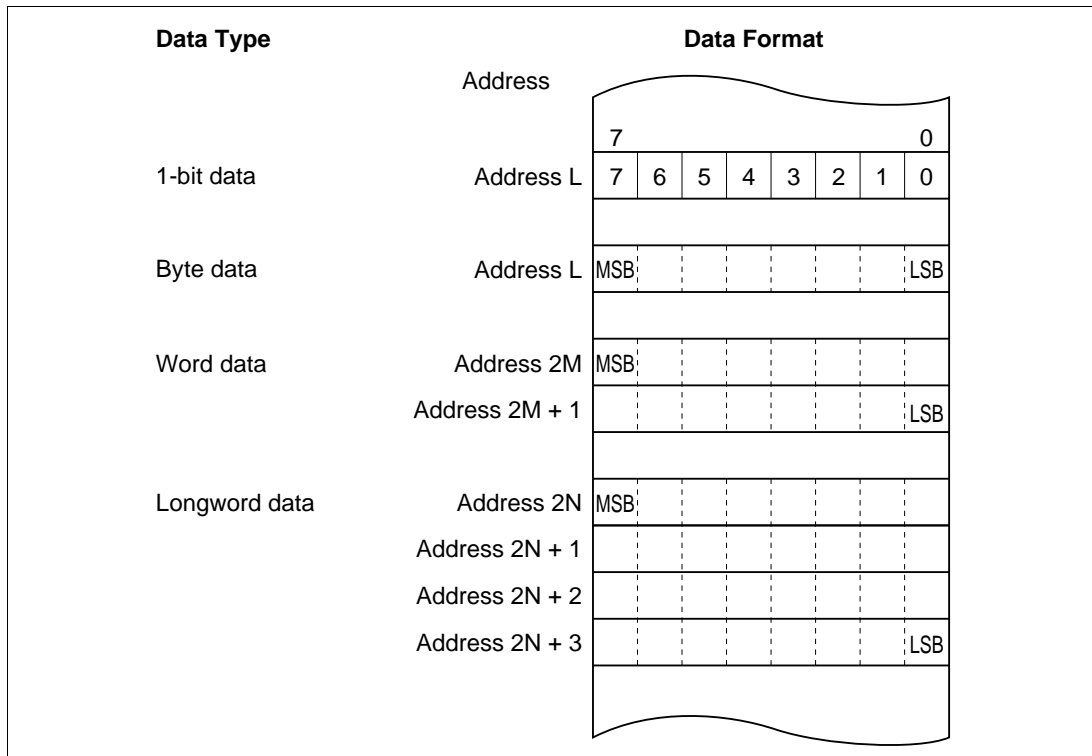 Data Type Data Format
Address
7 0
1-bit data Address L 7 6 5 4 3 2 1 0
Byte data Address L MSB LSB
Word data Address 2M MSB
Address 2M + 1 LSB
Longword data Address 2N MSB
Address 2N + 1
Address 2N + 2
Address 2N + 3 LSB